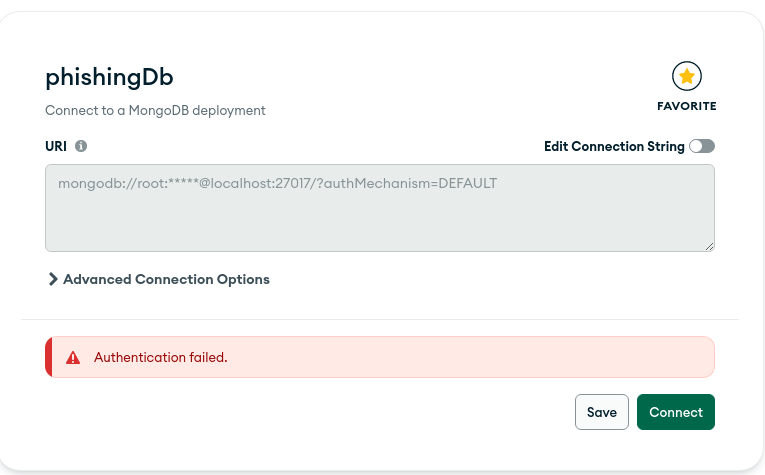 phishingDb
FAVORITE
Connect to a MongoDB deployment
URI
Edit Connection String
mongodb://root:*****@localhost:27017/?authMechanism=DEFAULT
Advanced Connection Options
Authentication failed.
Save
Connect